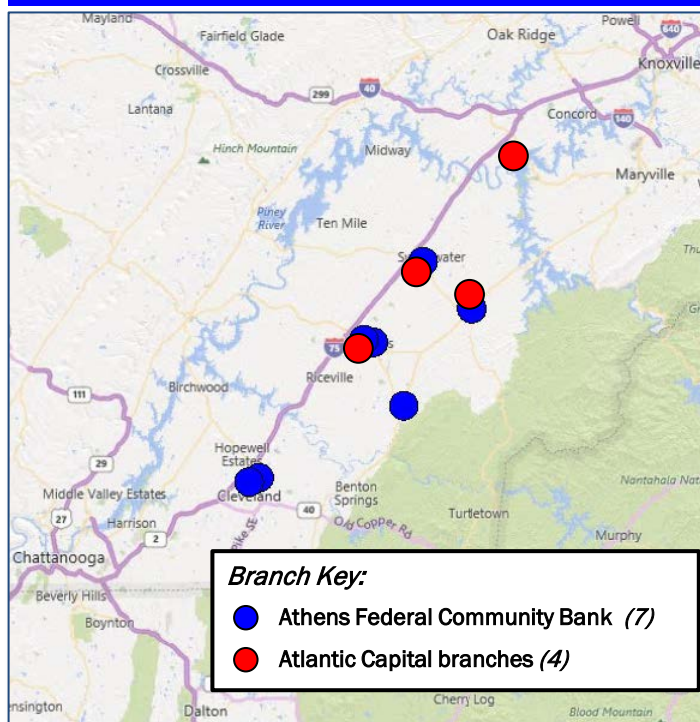 Mayland
Powell
Fairfield Glade
Oak Ridge
640
Crossville
Knoxville
40
299
Lantana
Concord
140
Hinch Mountain
Midway
Maryville
Piney
River
Ten Mile
75
Riceville
Birchwood
111
Hopewell
Estates
29
Cleveland
Benton
Springs
Middle Valley Estates
40
Turtletown
27
Harrison
2
Old Copper Rd
Murphy
Chattanooga
Beverly Hills
Boynton
Branch Key:
Athens Federal Community Bank (7)
Atlantic Capital branches (4)
Cherry Log
Dalton
Blood Mountain